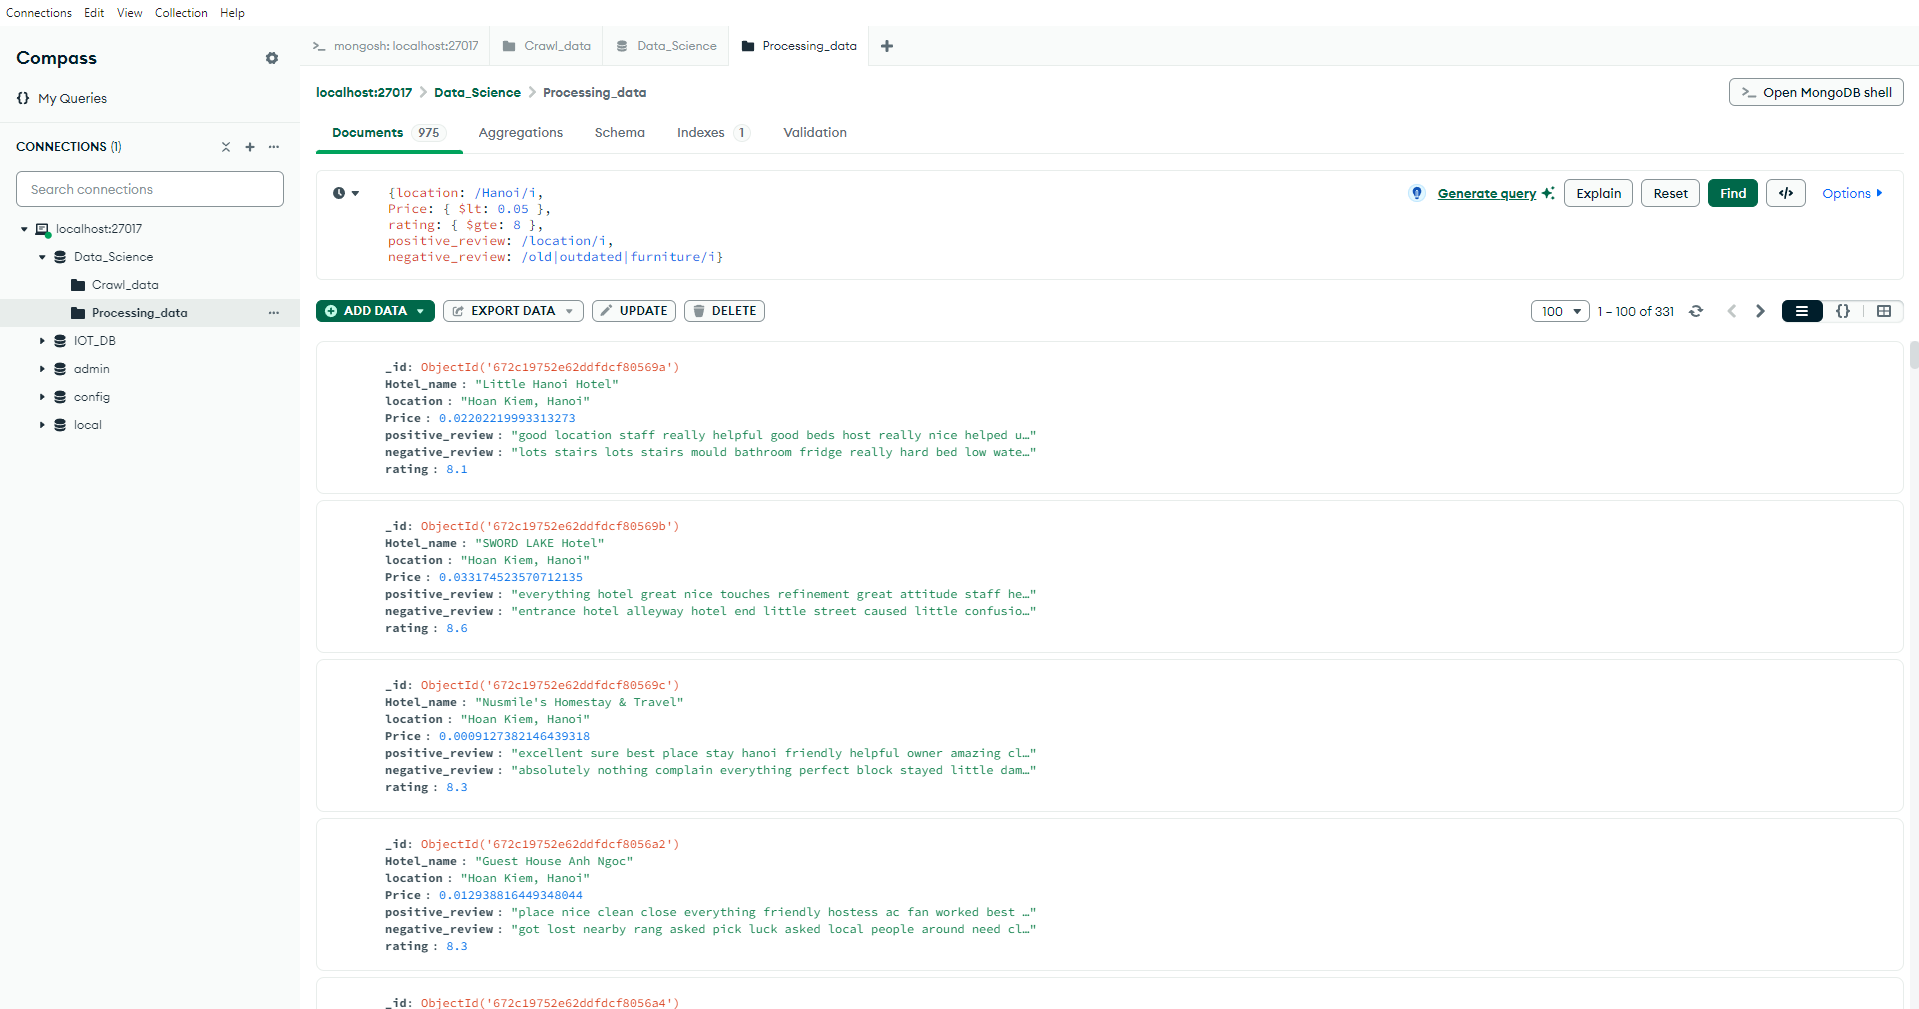 Connections Edit View Collection Help
Compass
My Queries
CONNECTIONS (1)
Search connections
localhost:27017
Data_Science
Crawl_data
Processing_data
IOT_DB
admin
config
local
mongosh: localhost:27017 Crawl_data Data_Science Processing_data
localhost:27017 > Data_Science > Processing_data
>_ Open MongoDB shell
Documents 975 Aggregations Schema Indexes 1 Validation
{location: /Hanoi/i,
Price: { $lt: 0.05 },
rating: { $gte: 8 },
positive_review: /location/i,
negative_review: /old|outdated|furniture/i}
Generate query Explain Reset Find </> Options
ADD DATA EXPORT DATA UPDATE DELETE
100 1 – 100 of 331 {}
_id: ObjectId('672c19752e62ddfdcf80569a')
Hotel_name : "Little Hanoi Hotel"
location : "Hoan Kiem, Hanoi"
Price : 0.02202219993313273
positive_review : "good location staff really helpful good beds host really nice helped u…"
negative_review : "lots stairs lots stairs mould bathroom fridge really hard bed low wate…"
rating : 8.1
_id: ObjectId('672c19752e62ddfdcf80569b')
Hotel_name : "SWORD LAKE Hotel"
location : "Hoan Kiem, Hanoi"
Price : 0.033174523570712135
positive_review : "everything hotel great nice touches refinement great attitude staff he…"
negative_review : "entrance hotel alleyway hotel end little street caused little confusio…"
rating : 8.6
_id: ObjectId('672c19752e62ddfdcf80569c')
Hotel_name : "Nusmile's Homestay & Travel"
location : "Hoan Kiem, Hanoi"
Price : 0.0009127382146439318
positive_review : "excellent sure best place stay hanoi friendly helpful owner amazing cl…"
negative_review : "absolutely nothing complain everything perfect block stayed little dam…"
rating : 8.3
_id: ObjectId('672c19752e62ddfdcf8056a2')
Hotel_name : "Guest House Anh Ngoc"
location : "Hoan Kiem, Hanoi"
Price : 0.012938816449348044
positive_review : "place nice clean close everything friendly hostess ac fan worked best …"
negative_review : "got lost nearby rang asked pick luck asked local people around need cl…"
rating : 8.3
_id: ObjectId('672c19752e62ddfdcf8056a4')